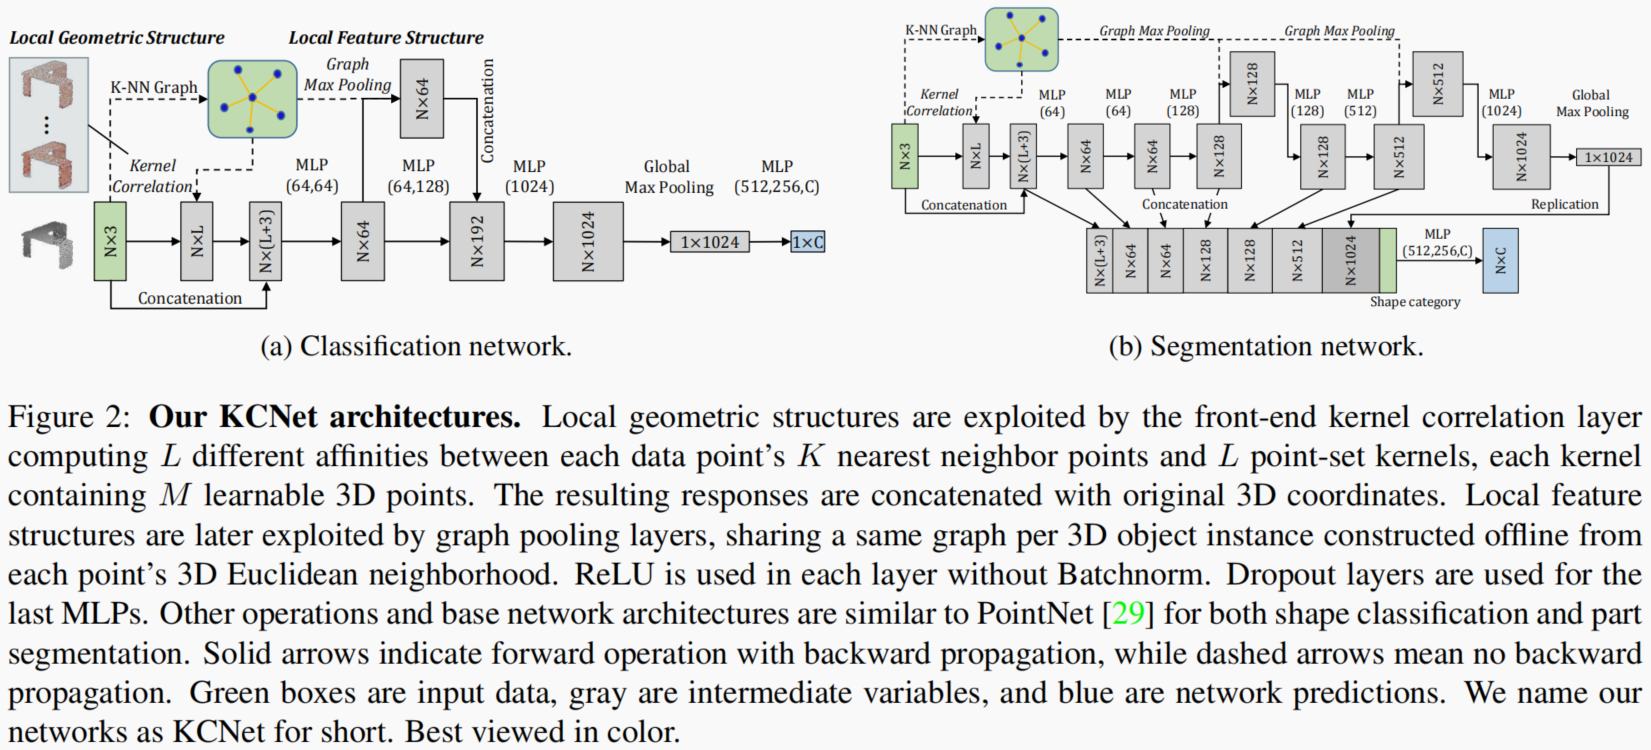 Local Geometric Structure
Local Feature Structure
K-NN Graph
Graph
Max Pooling
N×64
Concatenation
Kernel
Correlation
MLP
(64,64)
MLP
(64,128)
MLP
(1024)
Global
Max Pooling
MLP
(512,256,C)
N×3
N×L
N×(L+3)
N×64
N×192
N×1024
1×1024
1×C
Concatenation
(a) Classification network.
K-NN Graph
Graph Max Pooling
Graph Max Pooling
N×128
N×512
Kernel
Correlation
MLP
(64)
MLP
(64)
MLP
(128)
MLP
(128)
MLP
(512)
MLP
(1024)
Global
Max Pooling
N×3
N×L
N×(L+3)
N×64
N×64
N×128
N×128
N×512
N×1024
1×1024
Concatenation
Concatenation
Replication
N×(L+3)
N×64
N×64
N×128
N×128
N×512
N×1024
MLP
(512,256,C)
N×C
Shape category
(b) Segmentation network.
Figure 2: Our KCNet architectures. Local geometric structures are exploited by the front-end kernel correlation layer
computing L different affinities between each data point's K nearest neighbor points and L point-set kernels, each kernel
containing M learnable 3D points. The resulting responses are concatenated with original 3D coordinates. Local feature
structures are later exploited by graph pooling layers, sharing a same graph per 3D object instance constructed offline from
each point's 3D Euclidean neighborhood. ReLU is used in each layer without Batchnorm. Dropout layers are used for the
last MLPs. Other operations and base network architectures are similar to PointNet [29] for both shape classification and part
segmentation. Solid arrows indicate forward operation with backward propagation, while dashed arrows mean no backward
propagation. Green boxes are input data, gray are intermediate variables, and blue are network predictions. We name our
networks as KCNet for short. Best viewed in color.